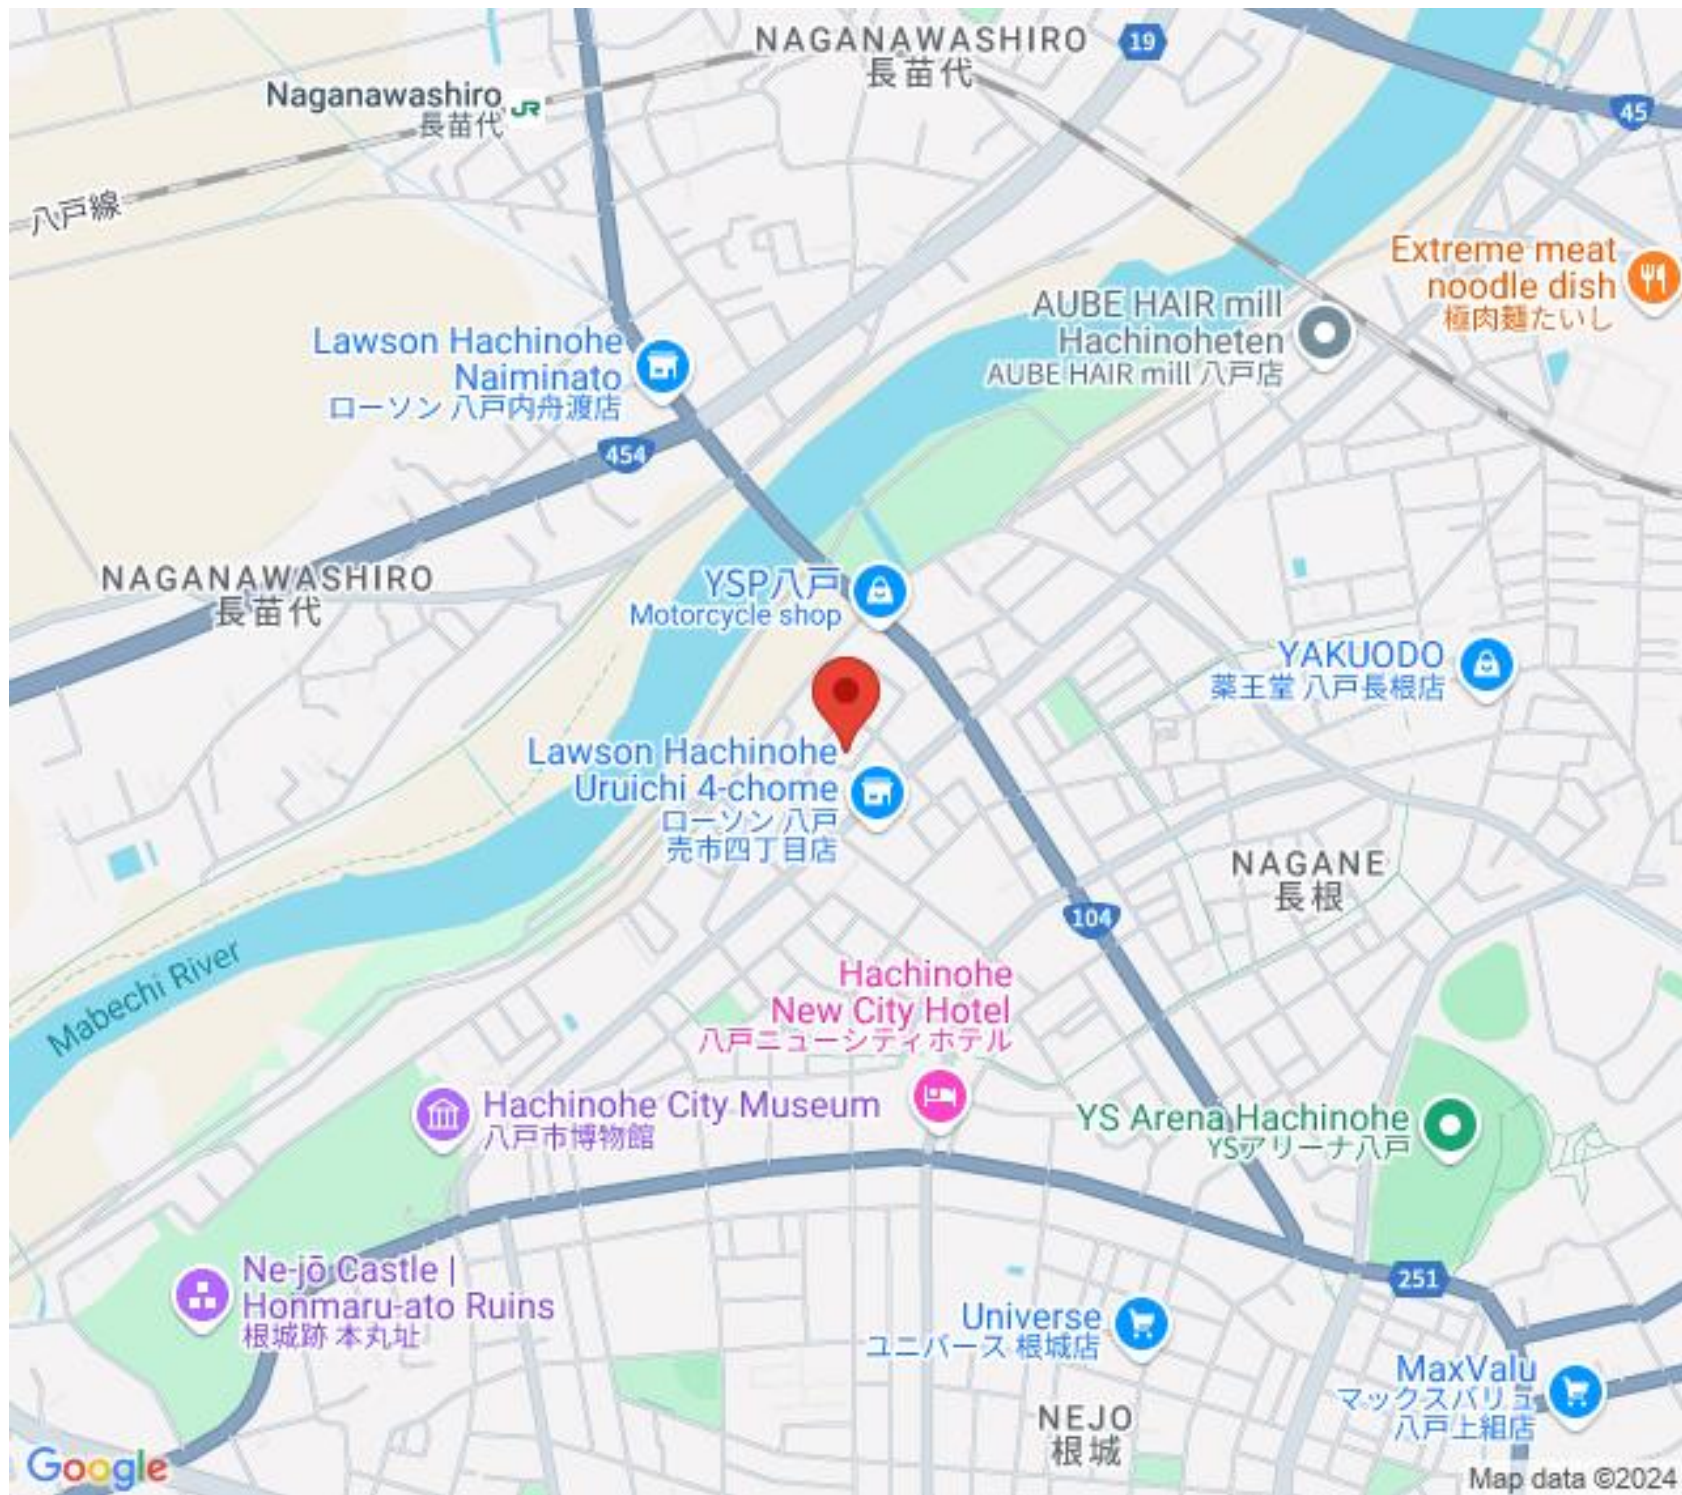 NAGANAWASHIRO
長苗代
19
Naganawashiro
長苗代
JR
45
八戸線
Extreme meat
noodle dish
極肉麺たいし
AUBE HAIR mill
Hachinoheten
AUBE HAIR mill 八戸店
Lawson Hachinohe
Naiminato
ローソン 八戸内舟渡店
454
NAGANAWASHIRO
長苗代
YSP八戸
Motorcycle shop
YAKUODO
薬王堂 八戸長根店
Lawson Hachinohe
Uruichi 4-chome
ローソン 八戸
売市四丁目店
NAGANE
長根
104
Mabechi River
Hachinohe
New City Hotel
八戸ニューシティホテル
Hachinohe City Museum
八戸市博物館
YS Arena Hachinohe
YSアリーナ八戸
Ne-jō Castle |
Honmaru-ato Ruins
根城跡 本丸址
251
Universe
ユニバース 根城店
MaxValu
マックスバリュ
八戸上組店
NEJO
根城
Google
Map data ©2024